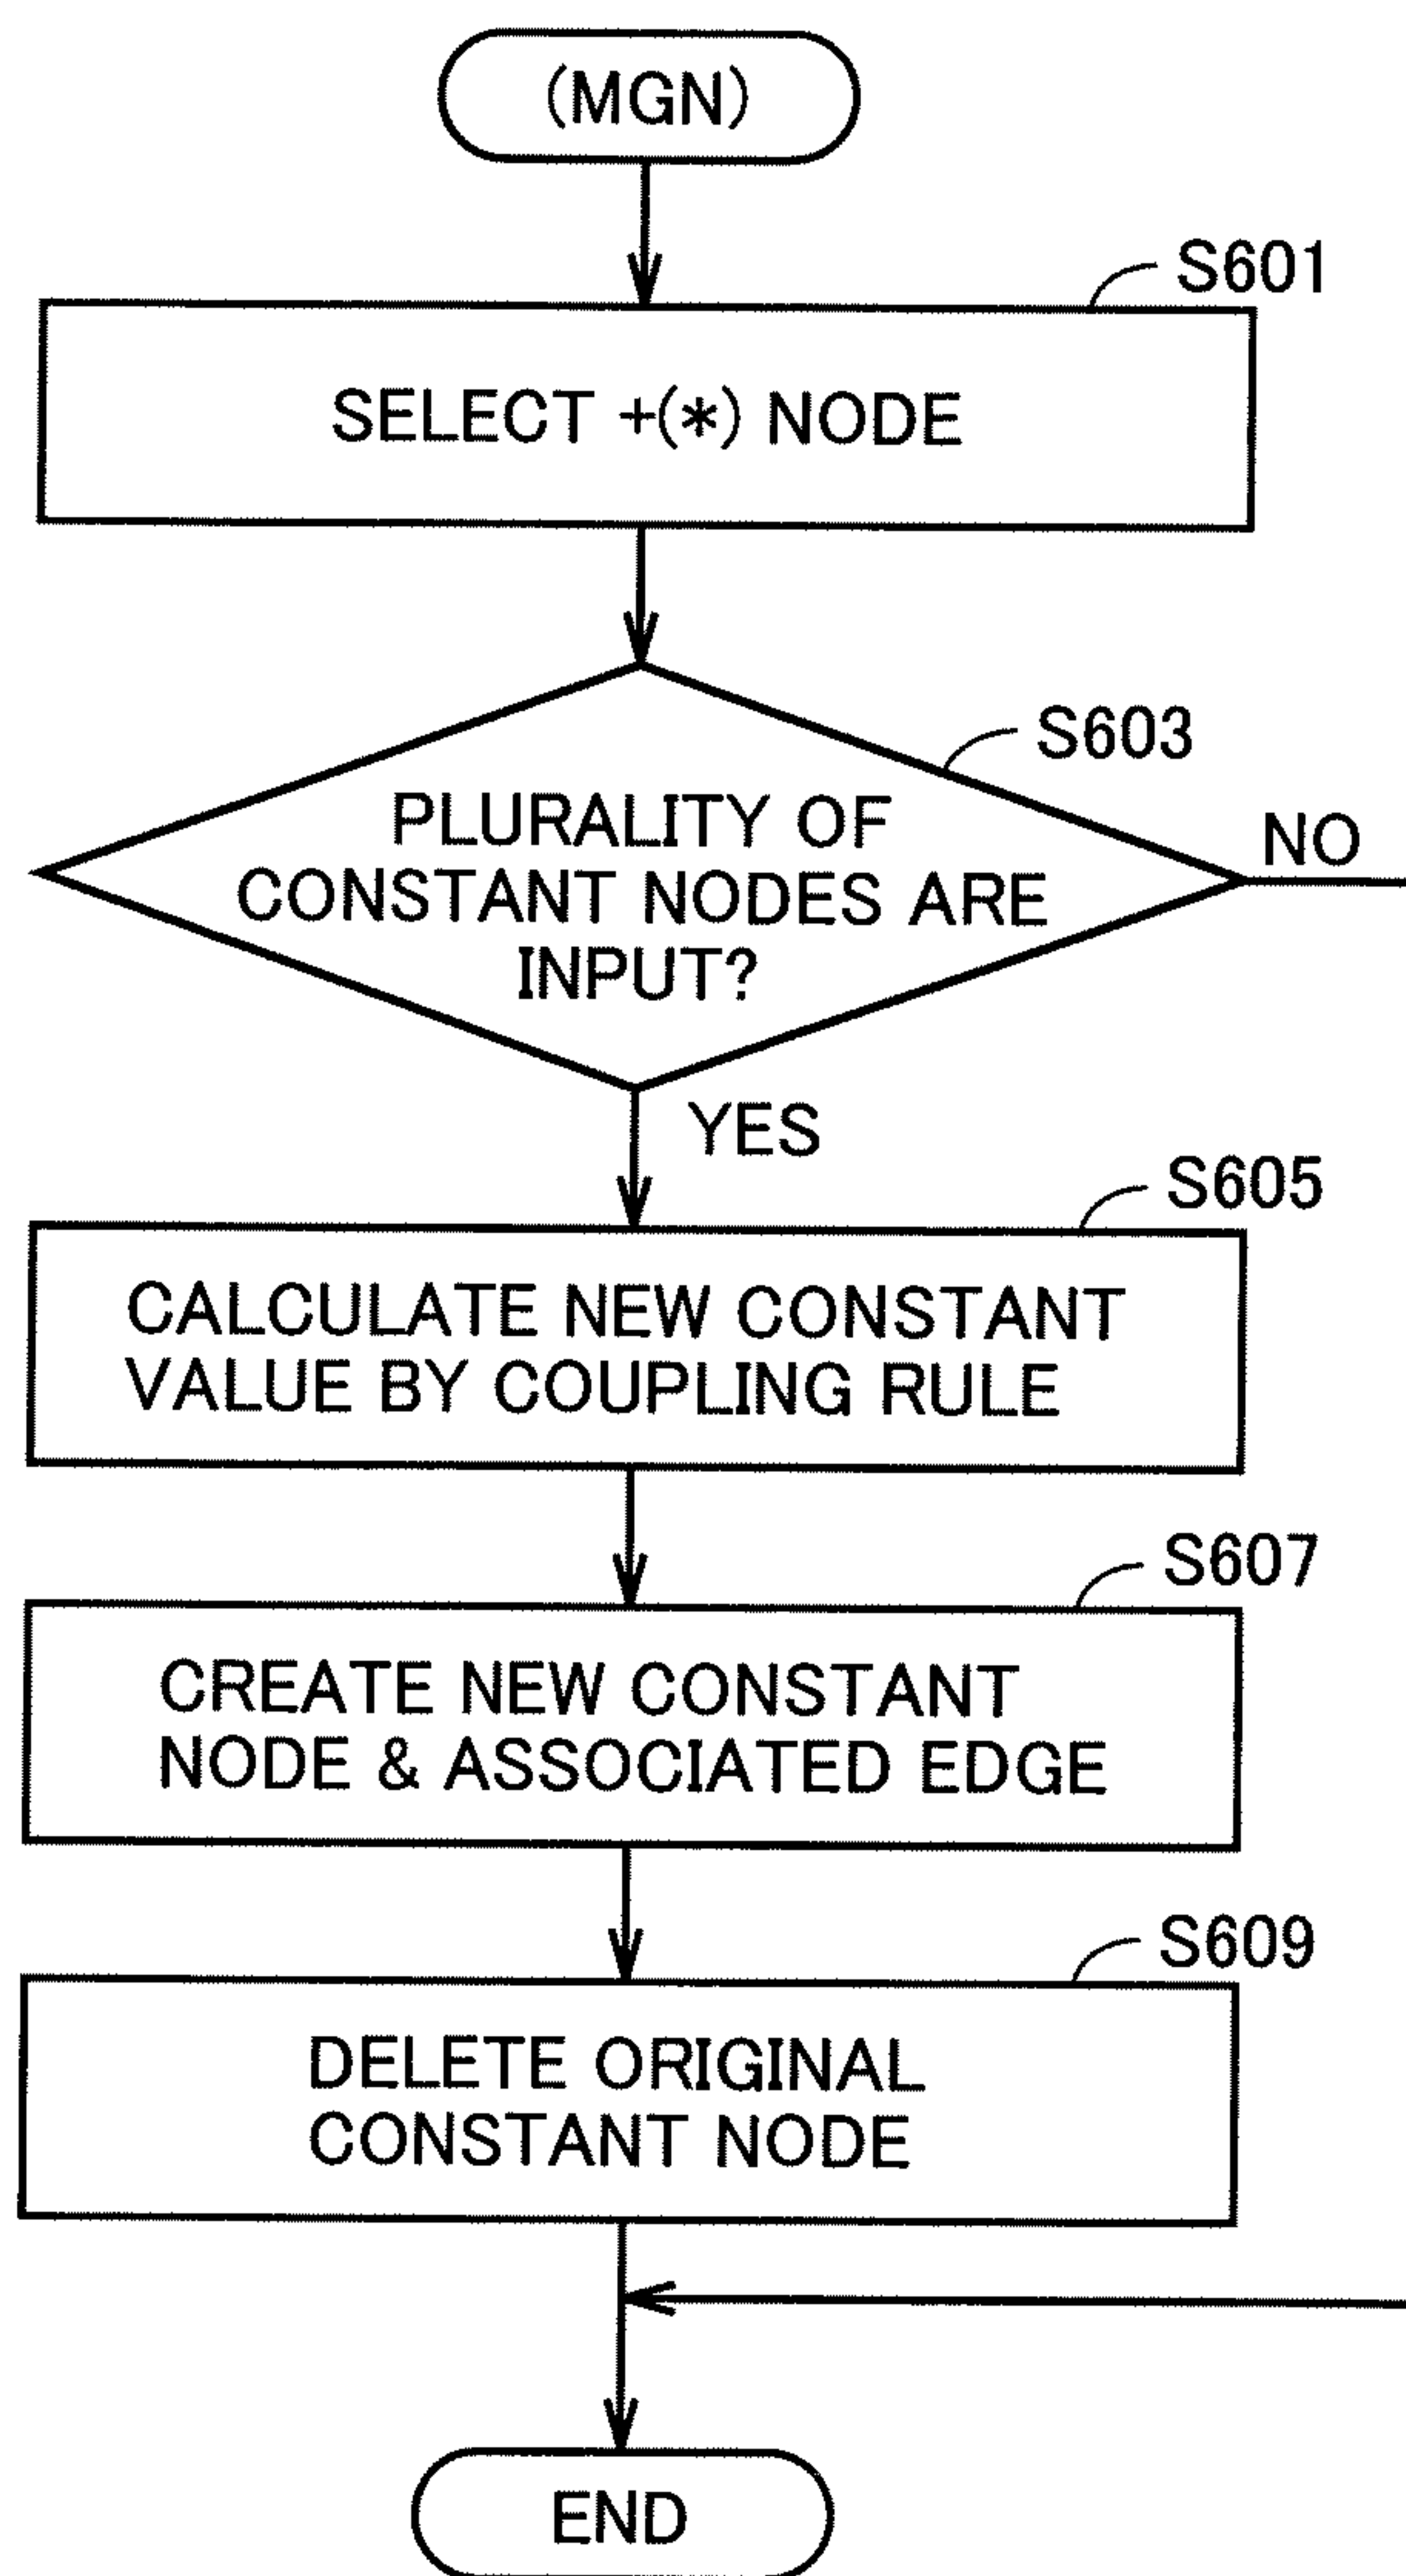 (MGN)
S601
SELECT +(*) NODE
S603
PLURALITY OF
CONSTANT NODES ARE
INPUT?
NO
YES
S605
CALCULATE NEW CONSTANT
VALUE BY COUPLING RULE
S607
CREATE NEW CONSTANT
NODE & ASSOCIATED EDGE
S609
DELETE ORIGINAL
CONSTANT NODE
END